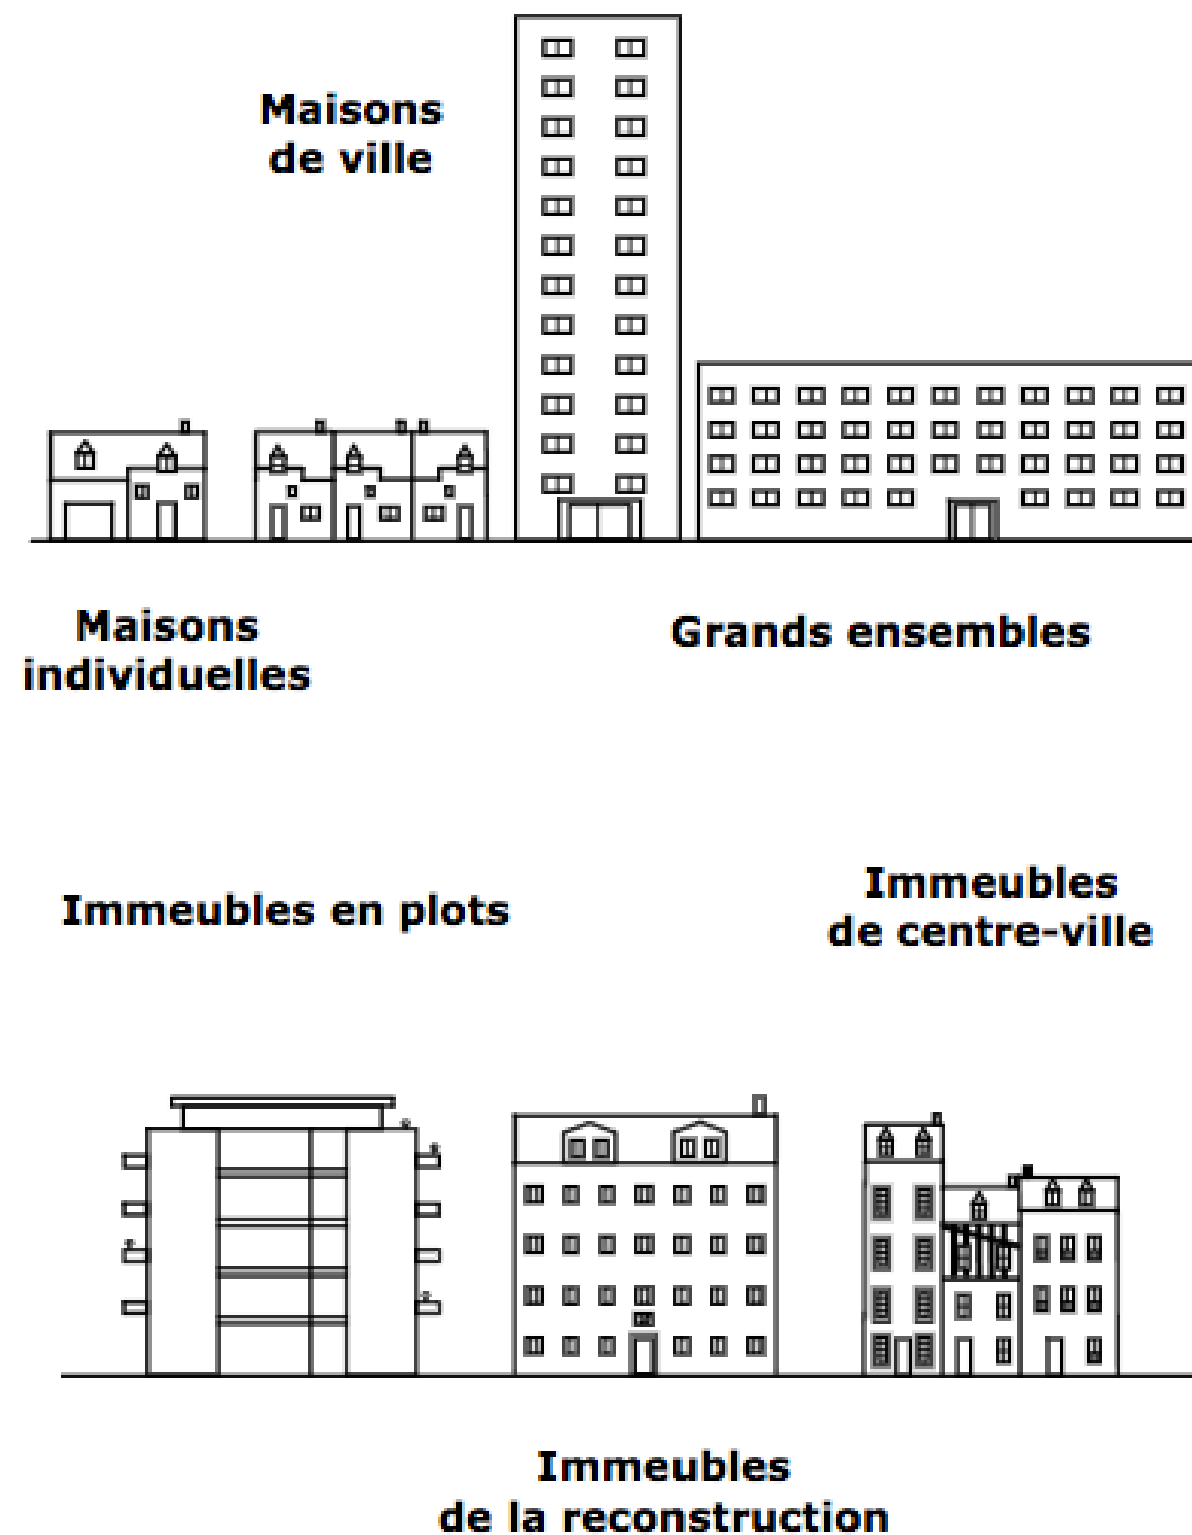 Maisons
de ville
Maisons
individuelles
Grands ensembles
Immeubles en plots
Immeubles
de centre-ville
Immeubles
de la reconstruction